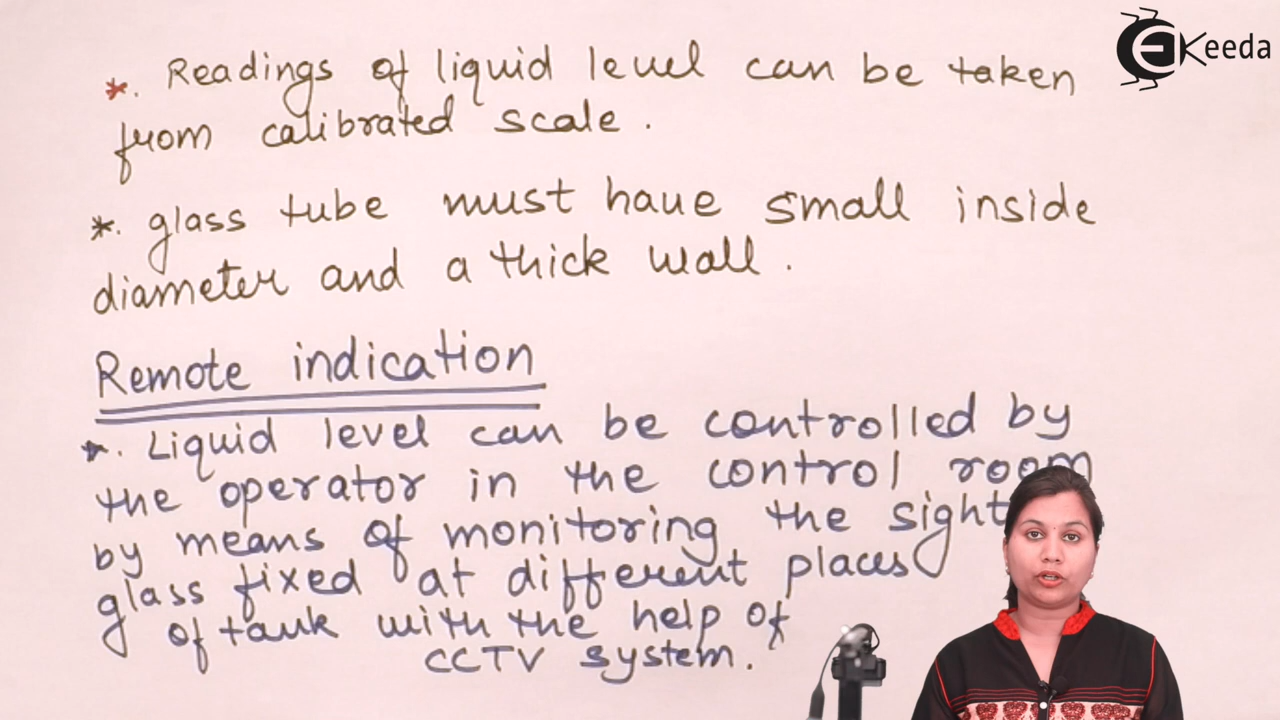 EKeeda
*. Readings of liquid level can be taken
from calibrated scale.
*. glass tube must have small inside
diameter and a thick wall.
Remote indication
*. Liquid level can be controlled by
the operator in the control room
by means of monitoring the sight
glass fixed at different places
of tank with the help of
CCTV system.